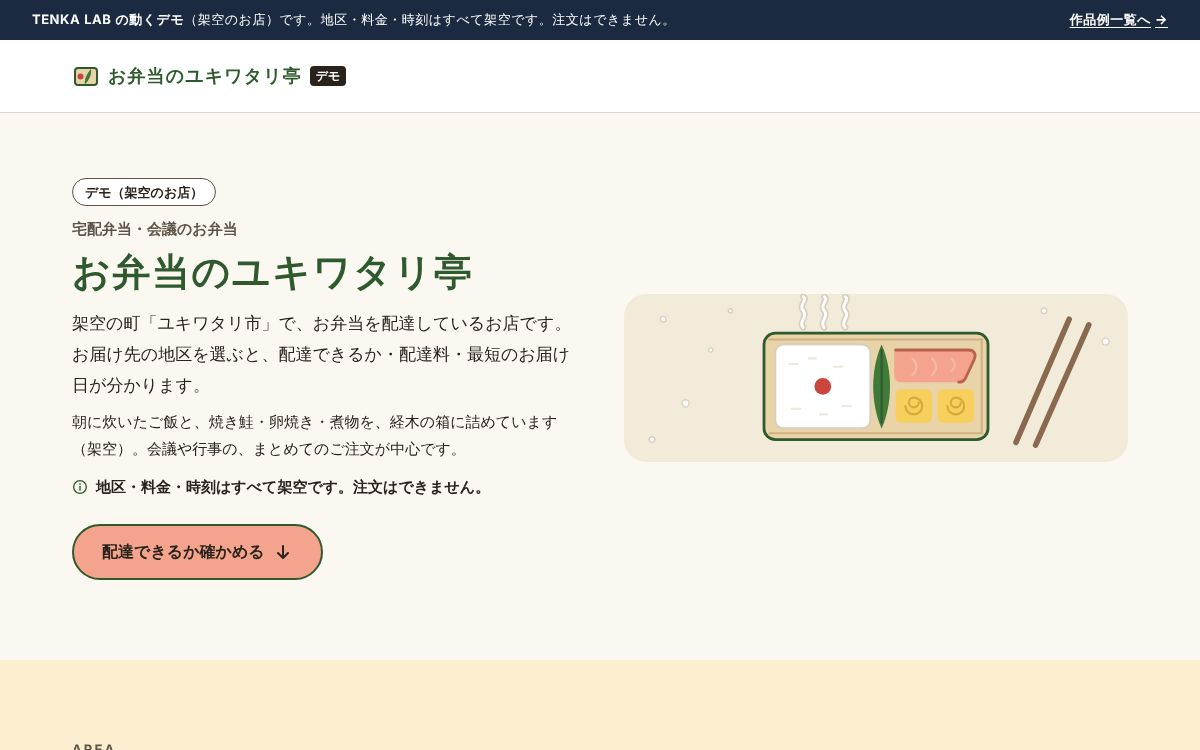 TENKA LAB の動くデモ（架空のお店）です。地区・料金・時刻はすべて架空です。注文はできません。
作品例一覧へ →
お弁当のユキワタリ亭 デモ
デモ（架空のお店）
宅配弁当・会議のお弁当
お弁当のユキワタリ亭
架空の町「ユキワタリ市」で、お弁当を配達しているお店です。
お届け先の地区を選ぶと、配達できるか・配達料・最短のお届け
日が分かります。
朝に炊いたご飯と、焼き鮭・卵焼き・煮物を、経木の箱に詰めています
（架空）。会議や行事の、まとめてのご注文が中心です。
地区・料金・時刻はすべて架空です。注文はできません。
配達できるか確かめる ↓
AREA